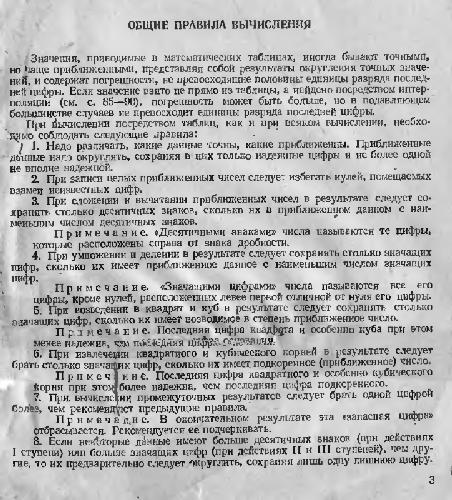 ОБЩИЕ ПРАВИЛА ВЫЧИСЛЕНИЯ
Значения, приводимые в математических таблицах, иногда бывают точными,
но чаще приближенными, представляя собой результаты округления точных значе-
ний, и содержат погрешности, не превосходящие половины единицы разряда послед-
ней цифры. Если значение взято не прямо из таблицы, а найдено посредством интер-
поляции (см. с. 85—90), погрешность может быть больше, но в подавляющем
большинстве случаев не превосходит единицы разряда последней цифры.
При вычислении посредством таблиц, как и при всяком вычислении, необхо-
димо соблюдать следующие правила:
1. Надо различать, какие данные точны, какие приближенны. Приближенные
данные надо округлять, сохраняя в них только надежные цифры и не более одной
не вполне надежной.
2. При записи целых приближенных чисел следует избегать нулей, помещаемых
взамен неизвестных цифр.
3. При сложении и вычитании приближенных чисел в результате следует со-
хранять столько десятичных знаков, сколько их в приближенном данном с наи-
меньшим числом десятичных знаков.
Примечание. «Десятичными знаками» числа называются те цифры,
которые расположены справа от знака дробности.
4. При умножении и делении в результате следует сохранять столько значащих
цифр, сколько их имеет приближенное данное с наименьшим числом значащих
цифр.
Примечание. «Значащими цифрами» числа называются все его
цифры, кроме нулей, расположенных левее первой отличной от нуля его цифры.
5. При возведении в квадрат и куб в результате следует сохранять столько
значащих цифр, сколько их имеет возводимое в степень приближенное число.
Примечание. Последняя цифра квадрата и особенно куба при этом
менее надежна, чем последняя цифра основания.
6. При извлечении квадратного и кубического корней в результате следует
брать столько значащих цифр, сколько их имеет подкоренное (приближенное) число.
Примечание. Последняя цифра квадратного и особенно кубического
корня при этом более надежна, чем последняя цифра подкоренного.
7. При вычислении промежуточных результатов следует брать одной цифрой
более, чем рекомендуют предыдущие правила.
Примечание. В окончательном результате эта «запасная цифра»
отбрасывается. Рекомендуется ее подчеркивать.
8. Если некоторые данные имеют больше десятичных знаков (при действиях
I ступени) или больше значащих цифр (при действиях II и III ступеней), чем дру-
гие, то их предварительно следует округлить, сохраняя лишь одну лишнюю цифру.
3